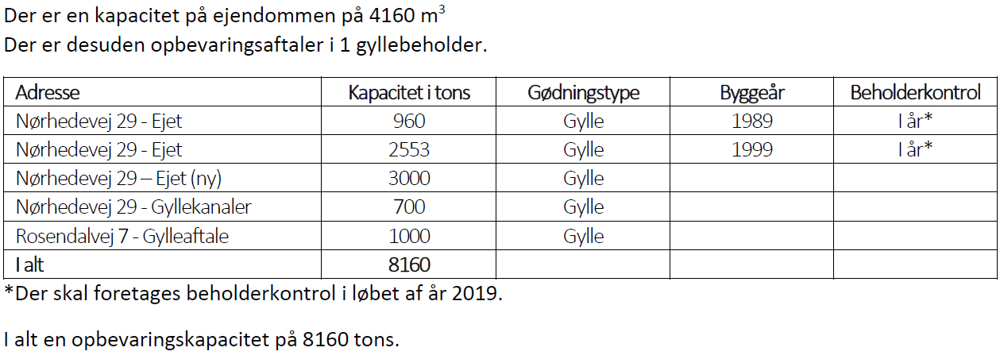 Der er en kapacitet på ejendommen på 4160 m³
Der er desuden opbevaringsaftaler i 1 gyllebeholder.
Adresse Kapacitet i tons Gødningstype Byggeår Beholderkontrol
Nørhedevej 29 - Ejet 960 Gylle 1989 I år*
Nørhedevej 29 - Ejet 2553 Gylle 1999 I år*
Nørhedevej 29 – Ejet (ny) 3000 Gylle
Nørhedevej 29 - Gyllekanaler 700 Gylle
Rosendalvej 7 - Gylleaftale 1000 Gylle
I alt 8160
*Der skal foretages beholderkontrol i løbet af år 2019.
I alt en opbevaringskapacitet på 8160 tons.